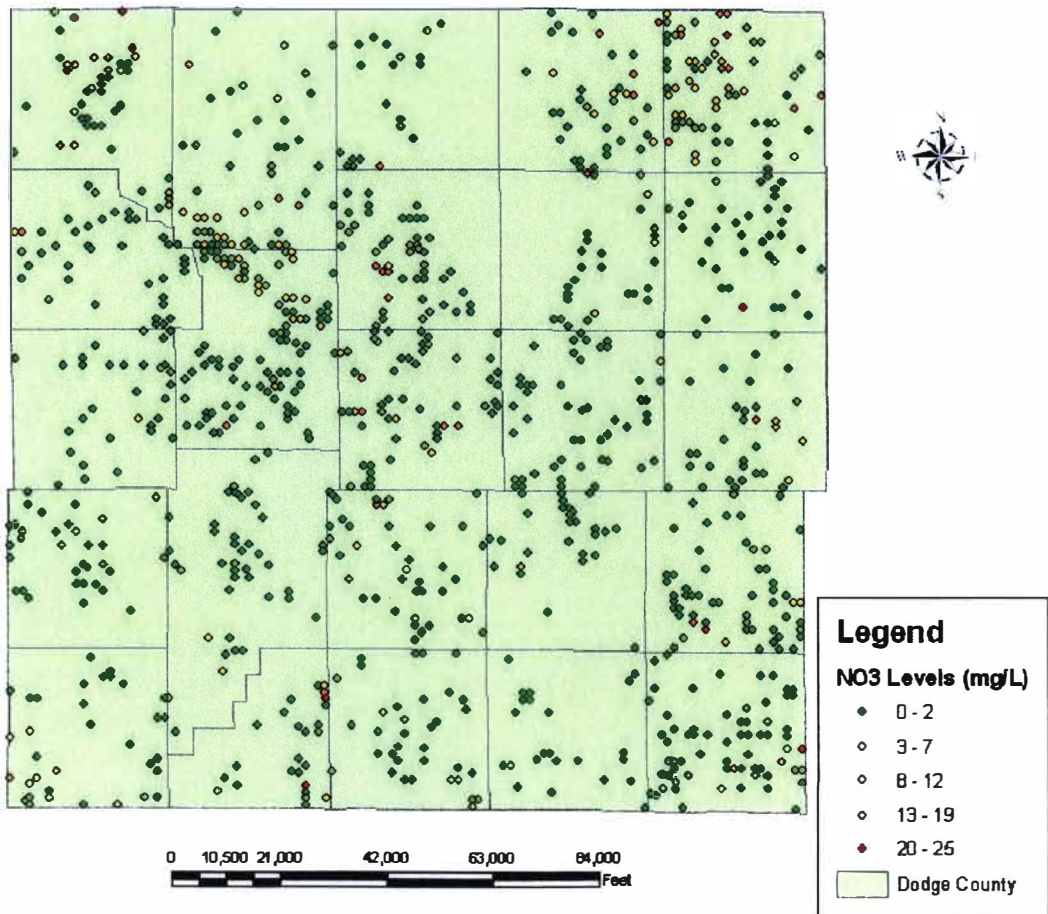 W
Legend
NO3 Levels (mg/L)
0 - 2
3 - 7
8 - 12
13 - 19
20 - 25
Dodge County
0 10,500 21,000 42,000 63,000 84,000
Feet